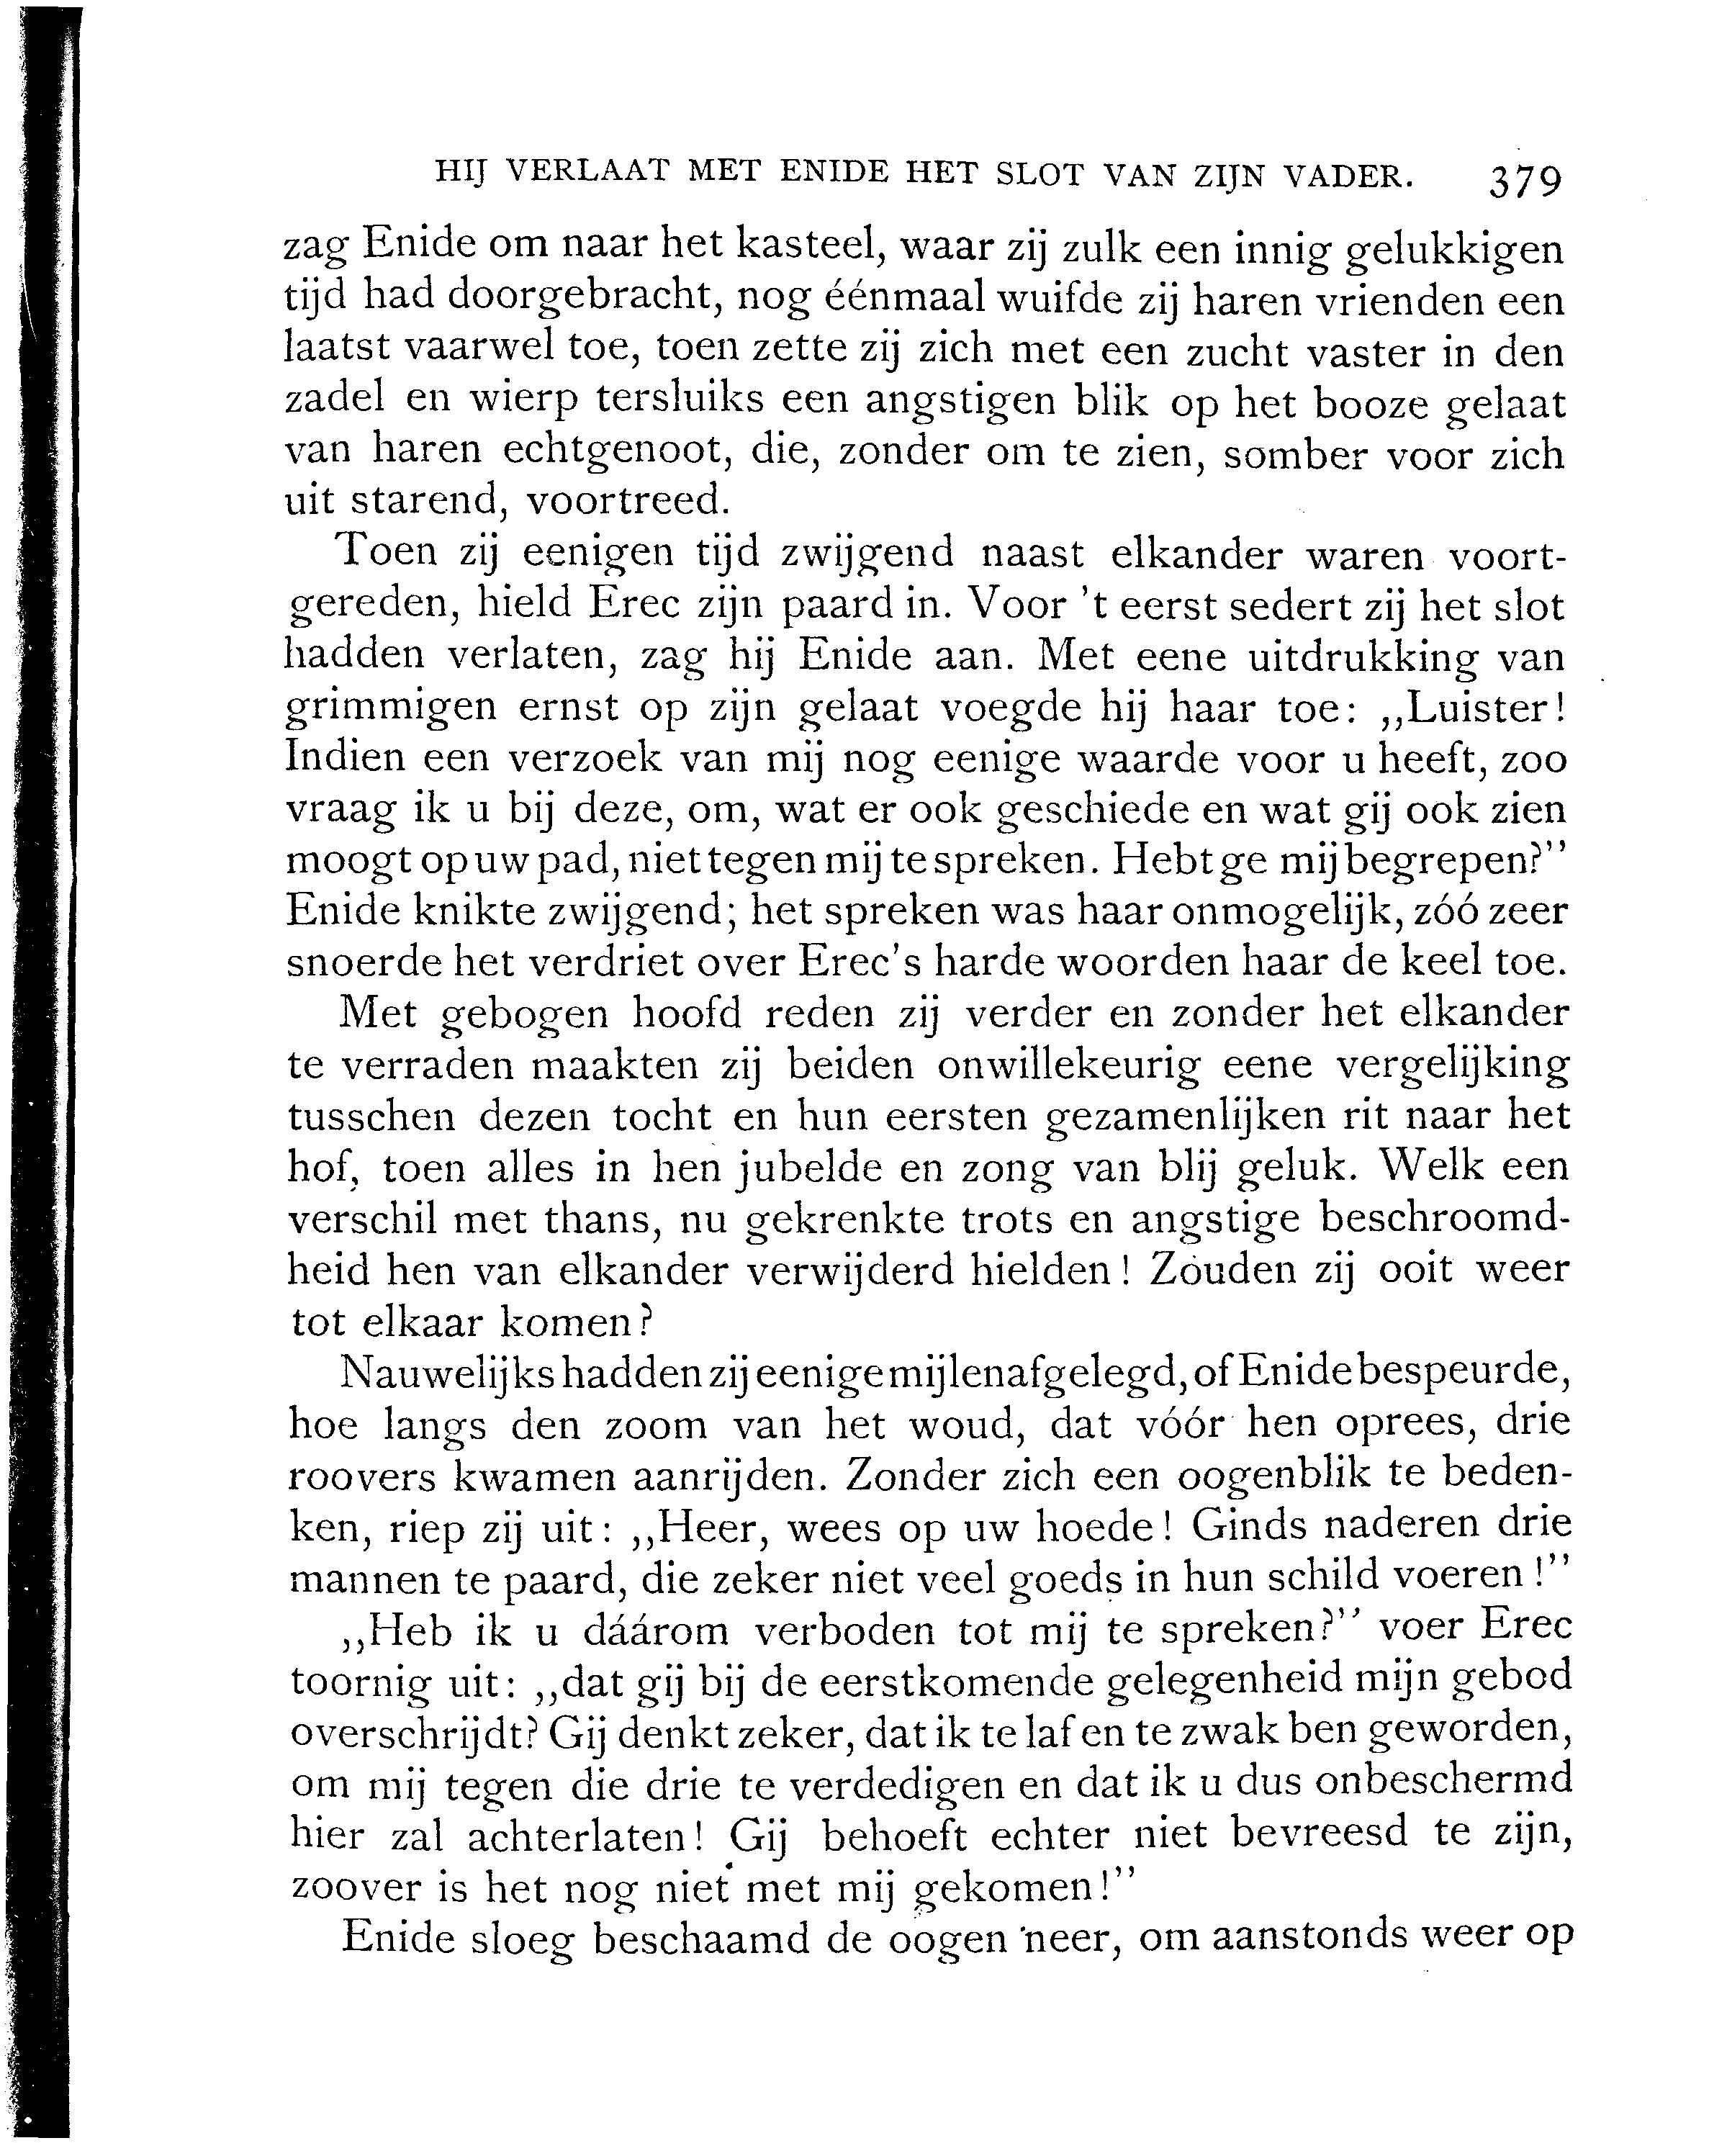 HIJ VERLAAT MET ENIDE HET SLOT VAN ZIJN VADER. 379
zag Enide om naar het kasteel, waar zij zulk een innig gelukkigen
tijd had doorgebracht, nog éénmaal wuifde zij haren vrienden een
laatst vaarwel toe, toen zette zij zich met een zucht vaster in den
zadel en wierp tersluiks een angstigen blik op het booze gelaat
van haren echtgenoot, die, zonder om te zien, somber voor zich
uit starend, voortreed.
Toen zij eenigen tijd zwijgend naast elkander waren voort-
gereden, hield Erec zijn paard in. Voor 't eerst sedert zij het slot
hadden verlaten, zag hij Enide aan. Met eene uitdrukking van
grimmigen ernst op zijn gelaat voegde hij haar toe: „Luister!
Indien een verzoek van mij nog eenige waarde voor u heeft, zoo
vraag ik u bij deze, om, wat er ook geschiede en wat gij ook zien
moogt op uw pad, niet tegen mij te spreken. Hebt ge mij begrepen?"
Enide knikte zwijgend; het spreken was haar onmogelijk, zóó zeer
snoerde het verdriet over Erec's harde woorden haar de keel toe.
Met gebogen hoofd reden zij verder en zonder het elkander
te verraden maakten zij beiden onwillekeurig eene vergelijking
tusschen dezen tocht en hun eersten gezamenlijken rit naar het
hof, toen alles in hen jubelde en zong van blij geluk. Welk een
verschil met thans, nu gekrenkte trots en angstige beschroomd-
heid hen van elkander verwijderd hielden! Zouden zij ooit weer
tot elkaar komen?
Nauwelijks hadden zij eenige mijlen afgelegd, of Enide bespeurde,
hoe langs den zoom van het woud, dat vóór hen oprees, drie
roovers kwamen aanrijden. Zonder zich een oogenblik te beden-
ken, riep zij uit: „Heer, wees op uw hoede! Ginds naderen drie
mannen te paard, die zeker niet veel goeds in hun schild voeren!"
„Heb ik u dáárom verboden tot mij te spreken?" voer Erec
toornig uit: „dat gij bij de eerstkomende gelegenheid mijn gebod
overschrijdt? Gij denkt zeker, dat ik te laf en te zwak ben geworden,
om mij tegen die drie te verdedigen en dat ik u dus onbeschermd
hier zal achterlaten! Gij behoeft echter niet bevreesd te zijn,
zoover is het nog niet met mij gekomen!"
Enide sloeg beschaamd de oogen neer, om aanstonds weer op